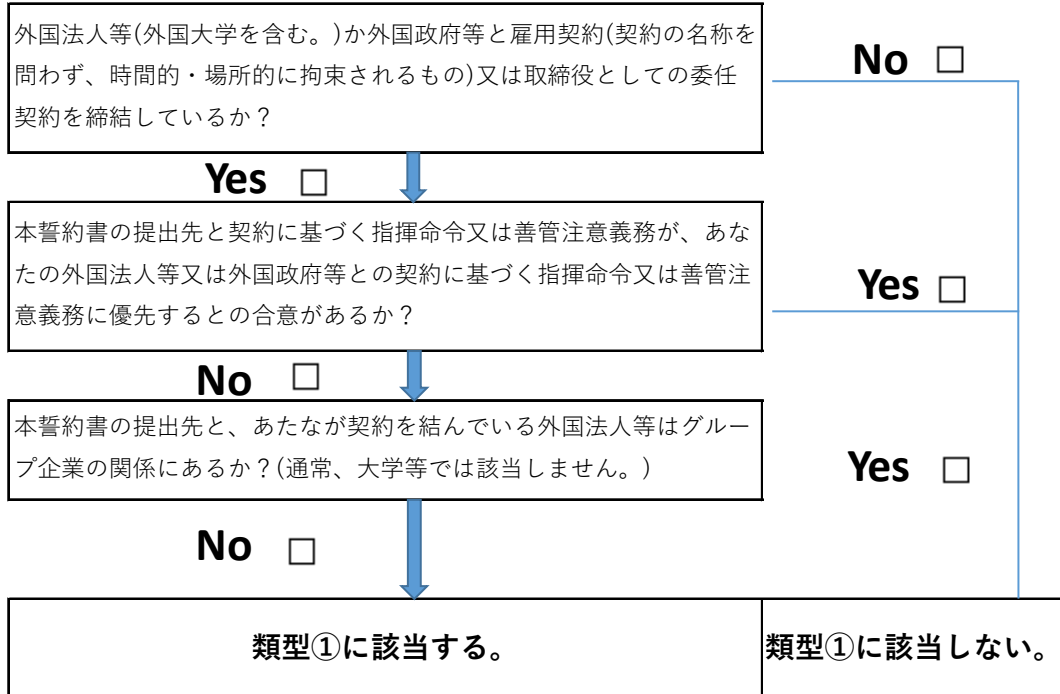 外国法人等(外国大学を含む。)か外国政府等と雇用契約(契約の名称を
問わず、時間的・場所的に拘束されるもの)又は取締役としての委任
契約を締結しているか？
No □
Yes □
本誓約書の提出先と契約に基づく指揮命令又は善管注意義務が、あな
たの外国法人等又は外国政府等との契約に基づく指揮命令又は善管注
意義務に優先するとの合意があるか？
Yes □
No □
本誓約書の提出先と、あたなが契約を結んでいる外国法人等はグルー
プ企業の関係にあるか？(通常、大学等では該当しません。)
Yes □
No □
類型①に該当する。
類型①に該当しない。